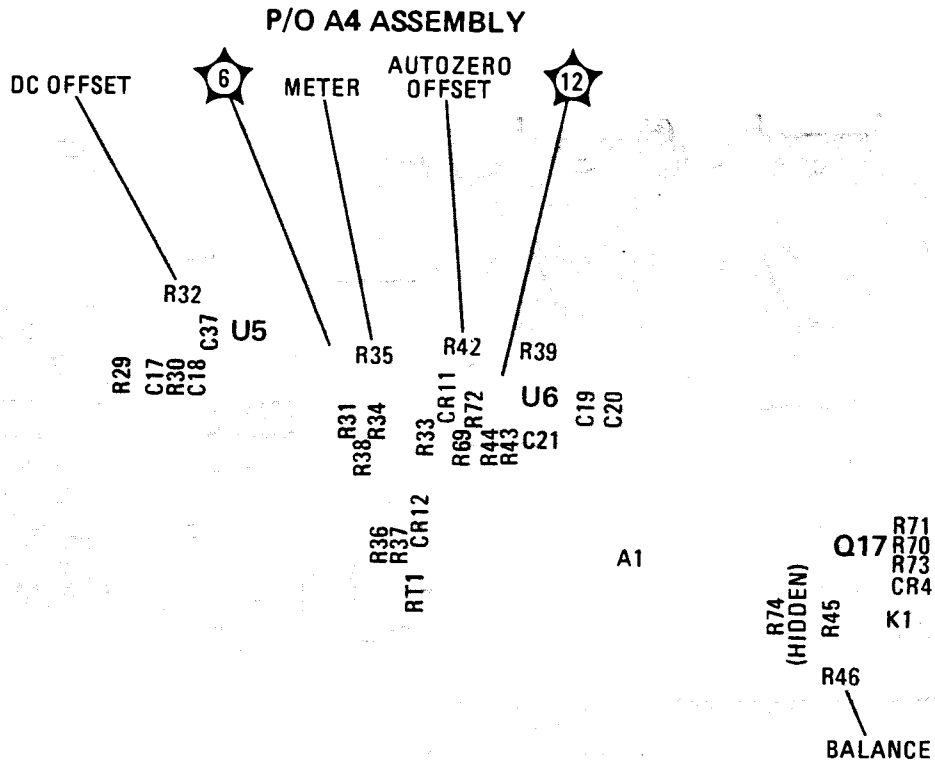 P/O A4 ASSEMBLY
DC OFFSET
6
METER
AUTOZERO
OFFSET
12
R32
C37
U5
R29
C17
R30
C18
R35
R42
R39
R31
R34
R38
R33
CR11
R72
R69
R44
R43
U6
C21
C19
C20
R36
R37
CR12
RT1
A1
Q17
R71
R70
R73
CR4
R74
(HIDDEN)
R45
K1
R46
BALANCE